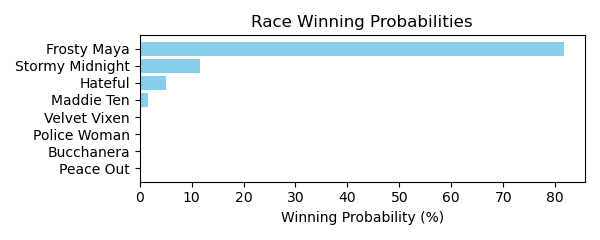 Race Winning Probabilities
Frosty Maya
Stormy Midnight
Hateful
Maddie Ten
Velvet Vixen
Police Woman
Bucchanera
Peace Out
0 10 20 30 40 50 60 70 80
Winning Probability (%)